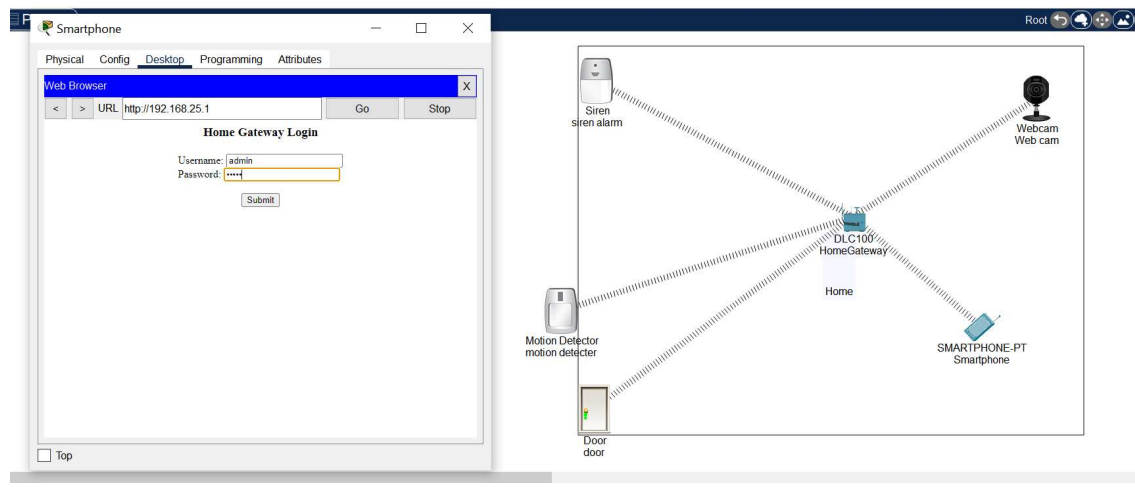 Root
P
Smartphone
Physical Config Desktop Programming Attributes
Web Browser X
< > URL http://192.168.25.1 Go Stop
Home Gateway Login
Username: admin
Password: •••••
Submit
Top
Siren
siren alarm
Webcam
Web cam
DLC100
HomeGateway
Home
Motion Detector
motion detecter
SMARTPHONE-PT
Smartphone
Door
door